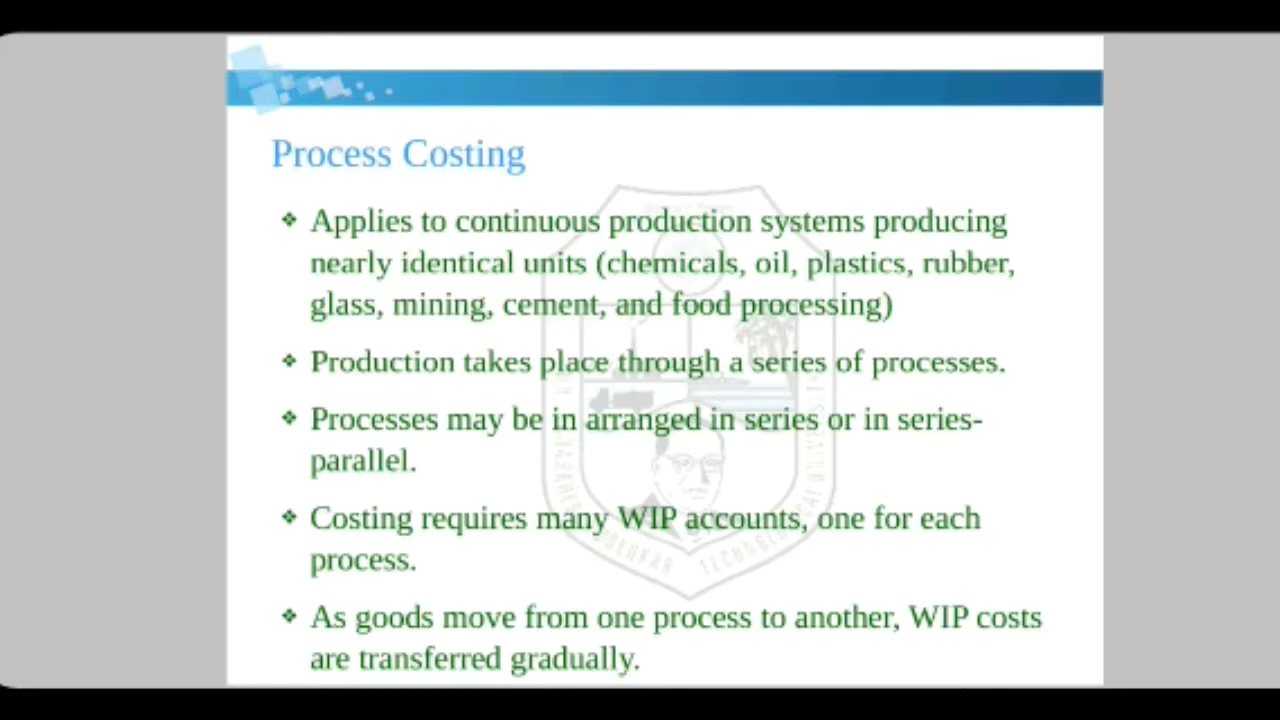 Process Costing
❖ Applies to continuous production systems producing
nearly identical units (chemicals, oil, plastics, rubber,
glass, mining, cement, and food processing)
❖ Production takes place through a series of processes.
❖ Processes may be in arranged in series or in series-
parallel.
❖ Costing requires many WIP accounts, one for each
process.
❖ As goods move from one process to another, WIP costs
are transferred gradually.
TECHNOLOGICAL UNIVERSITY